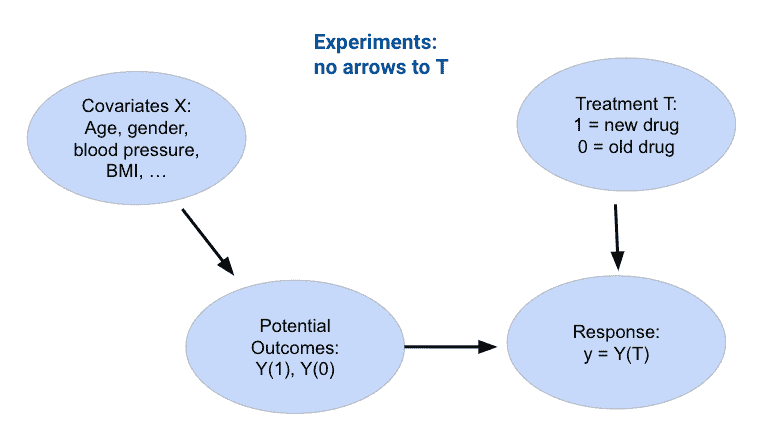 Experiments:
no arrows to T
Covariates X:
Age, gender,
blood pressure,
BMI, …
Treatment T:
1 = new drug
0 = old drug
Potential
Outcomes:
Y(1), Y(0)
Response:
y = Y(T)